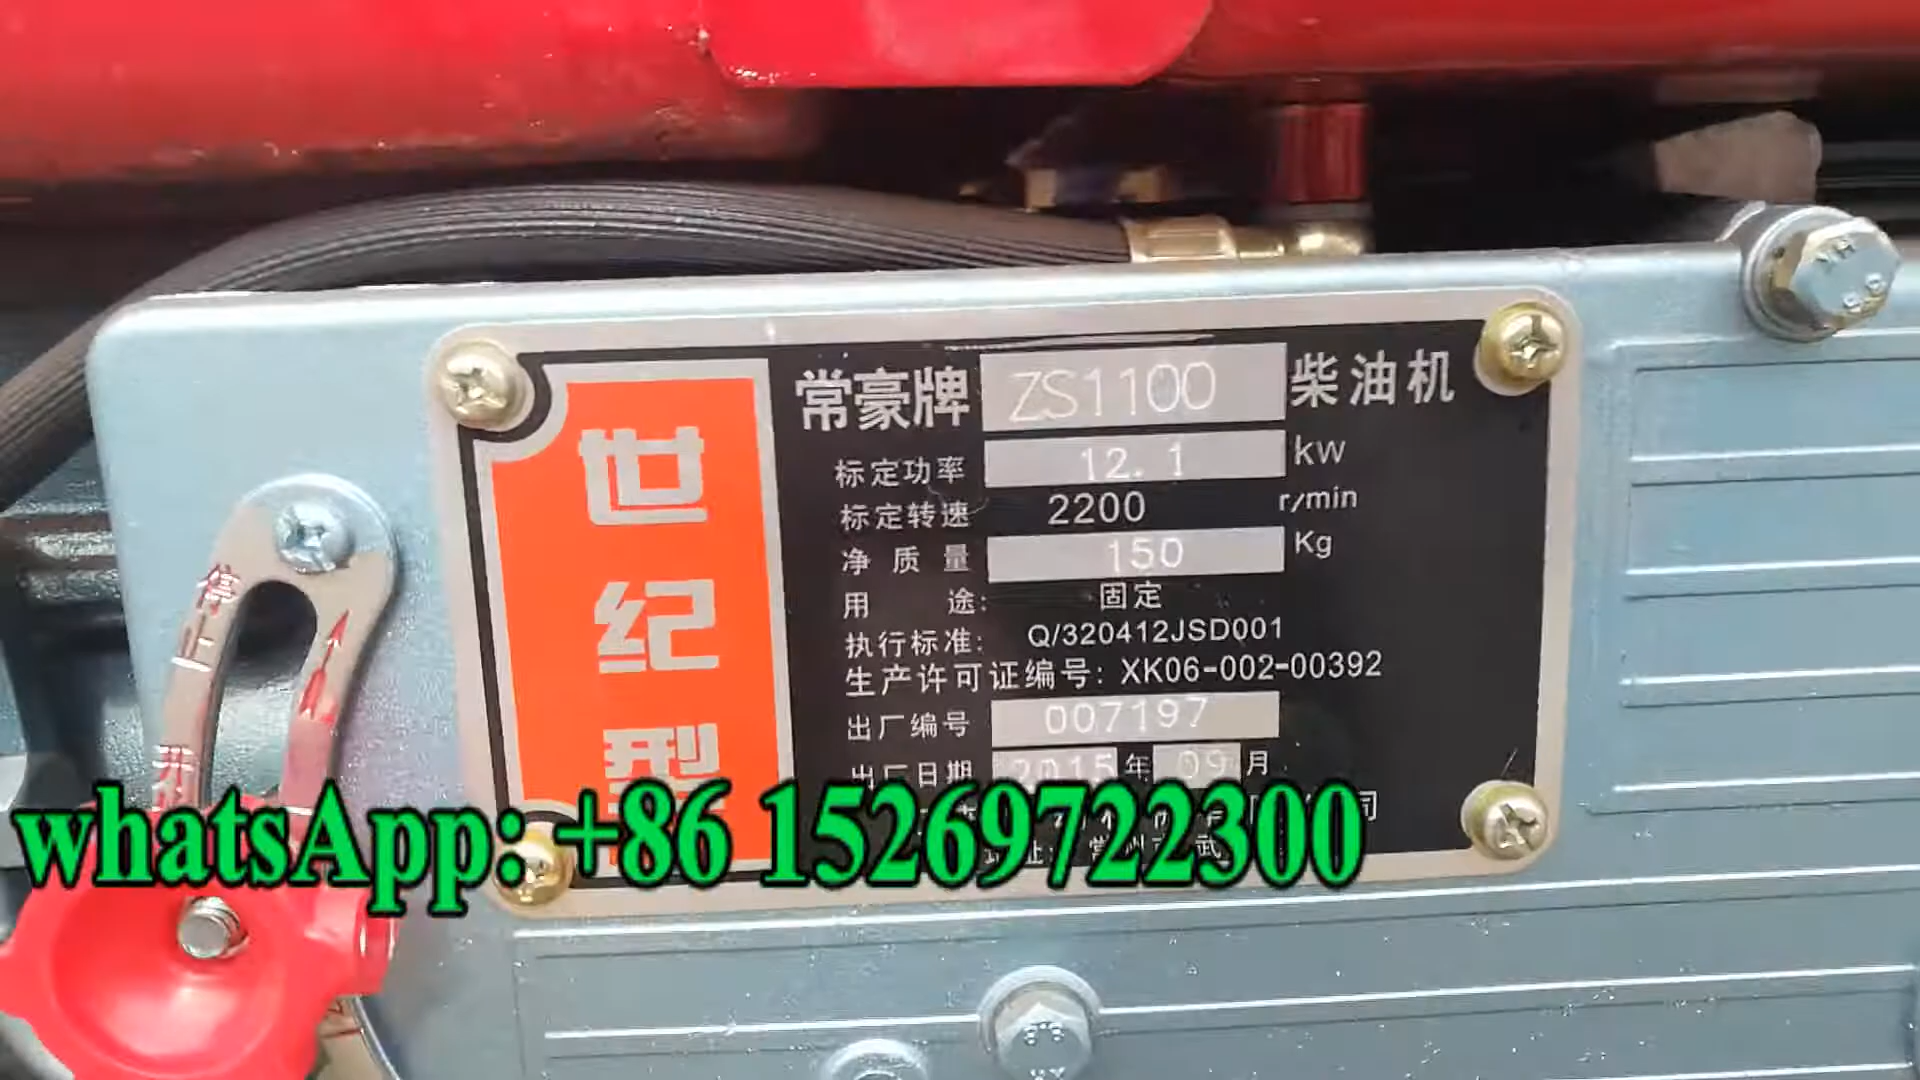 世纪型
常豪牌 ZS1100 柴油机
标定功率 12.1 kw
标定转速 2200 r/min
净质量 150 Kg
用途: 固定
执行标准: Q/320412JSD001
生产许可证编号: XK06-002-00392
出厂编号 007197
出厂日期 2015 年 09 月
whatsApp: +86 15269722300
停止